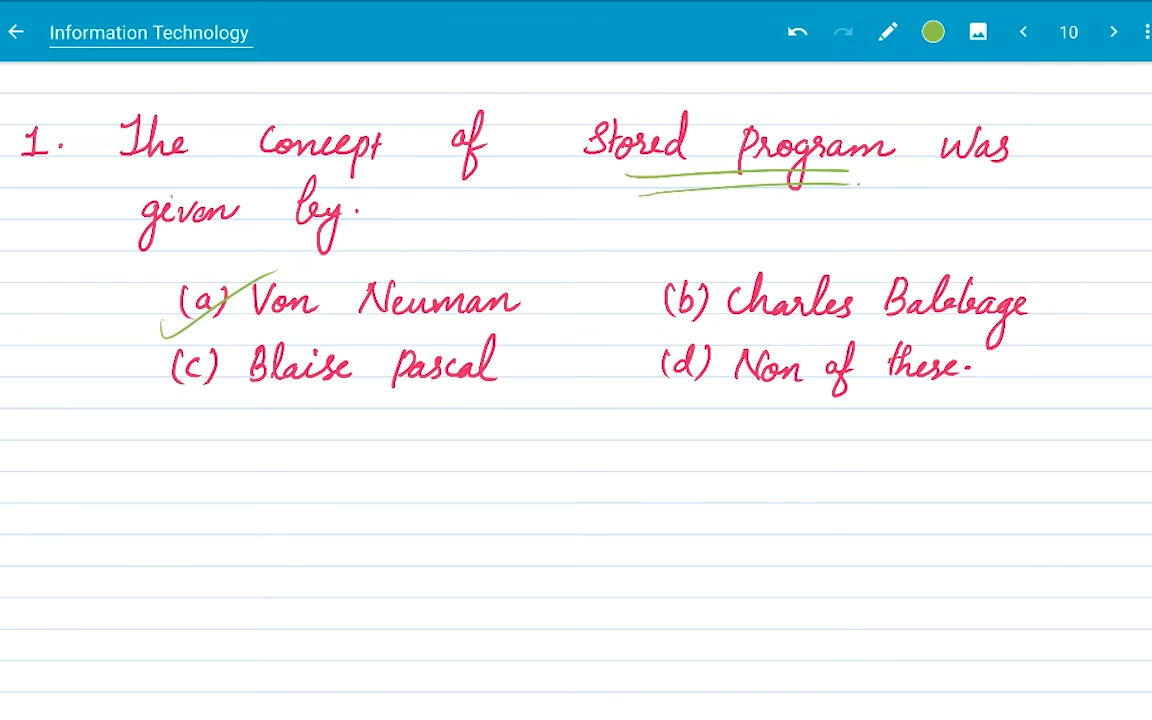 Information Technology
10
1. The Concept of Stored Program was
given by.
(a) Von Neuman (b) Charles Babbage
(c) Blaise Pascal (d) Non of these.